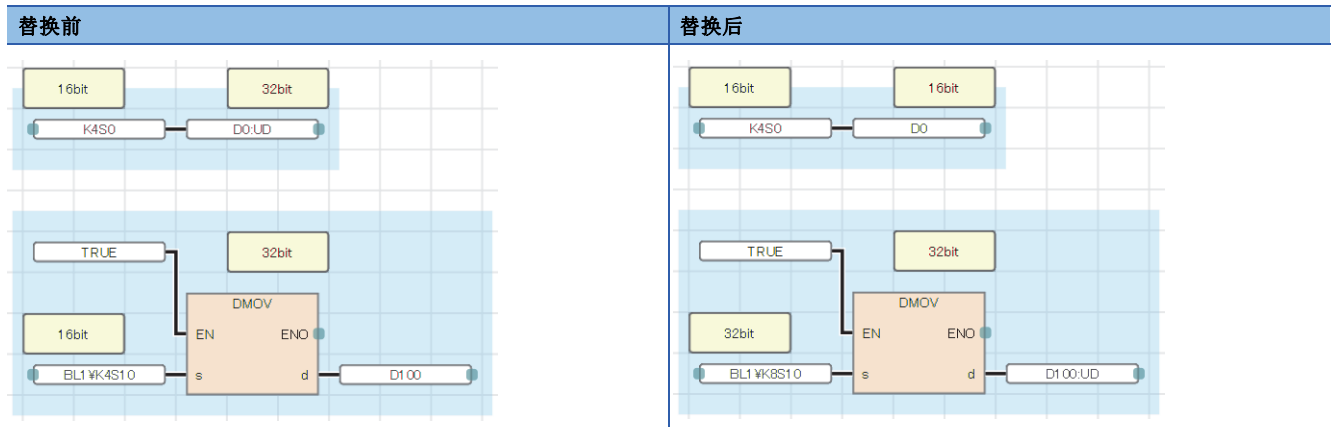 替换前
替换后
16bit
32bit
K4S0
D0:UD
TRUE
32bit
DMOV
EN
ENO
16bit
BL1¥K4S10
s
d
D100
16bit
16bit
K4S0
D0
TRUE
32bit
DMOV
EN
ENO
32bit
BL1¥K8S10
s
d
D100:UD